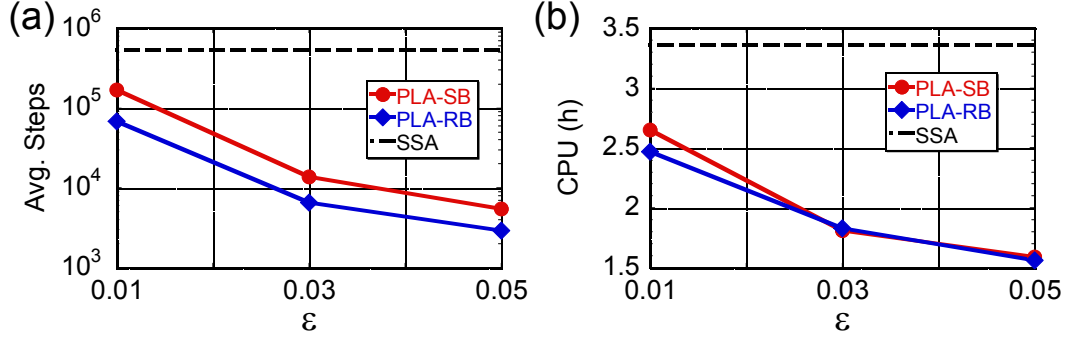 (a)
10^6
10^5
10^4
10^3
Avg. Steps
PLA-SB
PLA-RB
SSA
0.01 0.03 0.05
ε
(b)
3.5
3
2.5
2
1.5
CPU (h)
PLA-SB
PLA-RB
SSA
0.01 0.03 0.05
ε